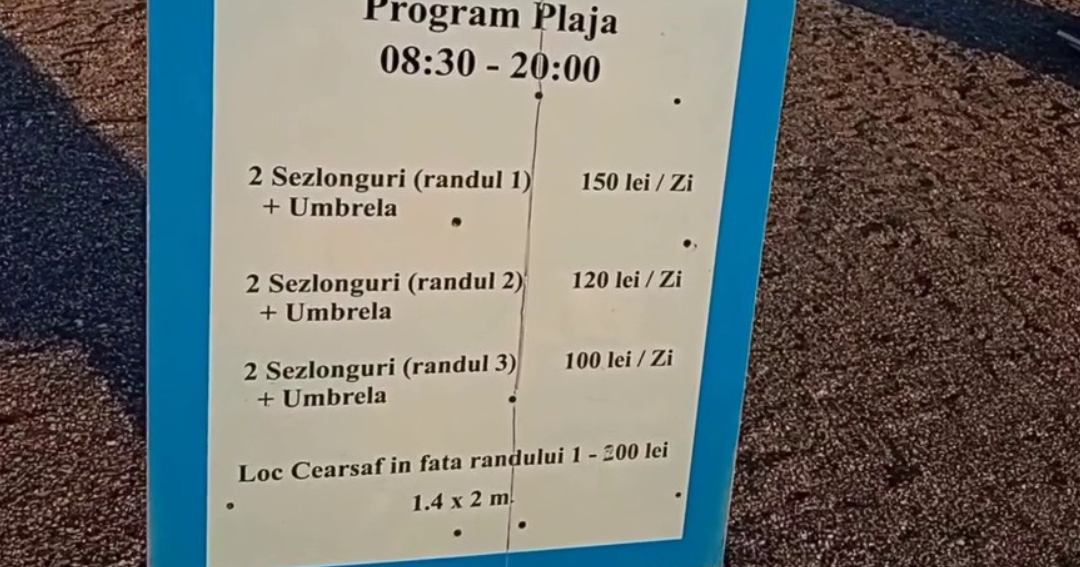 Program Plaja
08:30 - 20:00
2 Sezlonguri (randul 1) 150 lei / Zi
+ Umbrela
2 Sezlonguri (randul 2) 120 lei / Zi
+ Umbrela
2 Sezlonguri (randul 3) 100 lei / Zi
+ Umbrela
Loc Cearsaf in fata randului 1 - 200 lei
1.4 x 2 m